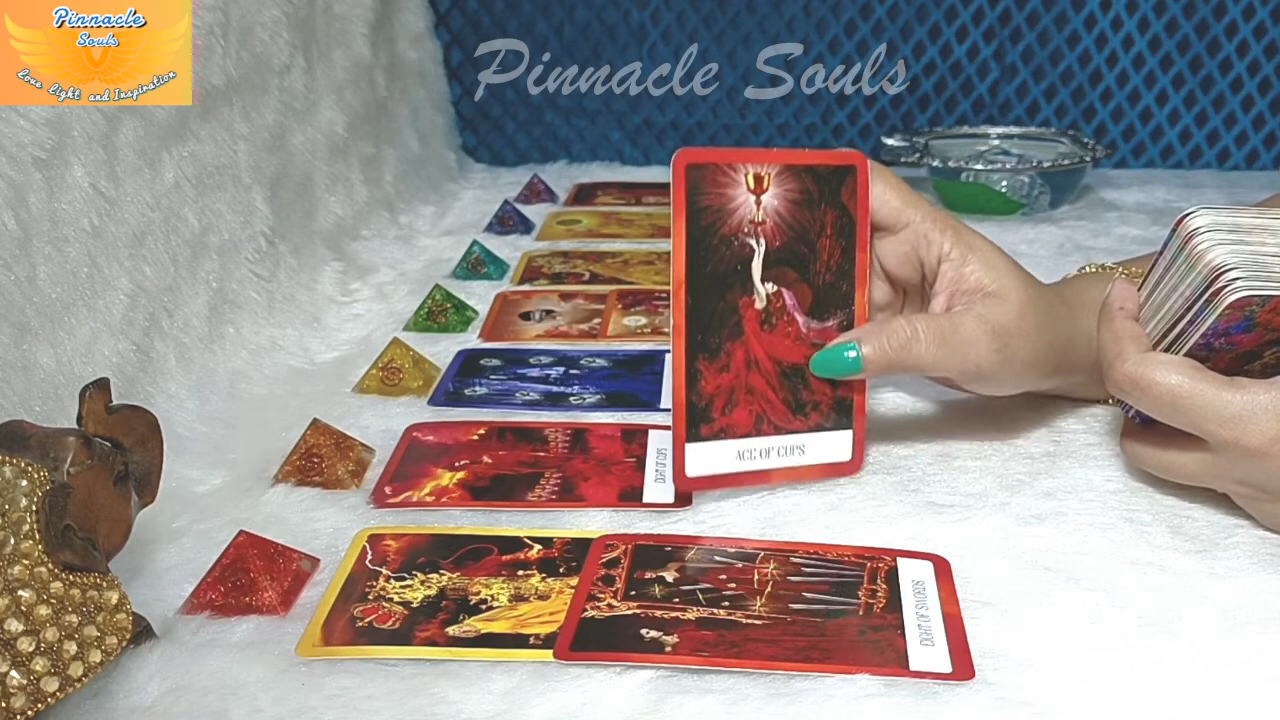 Pinnacle
Souls
Love Light and Inspiration
Pinnacle Souls
ACE OF CUPS
EIGHT OF CUPS
EIGHT OF SWORDS